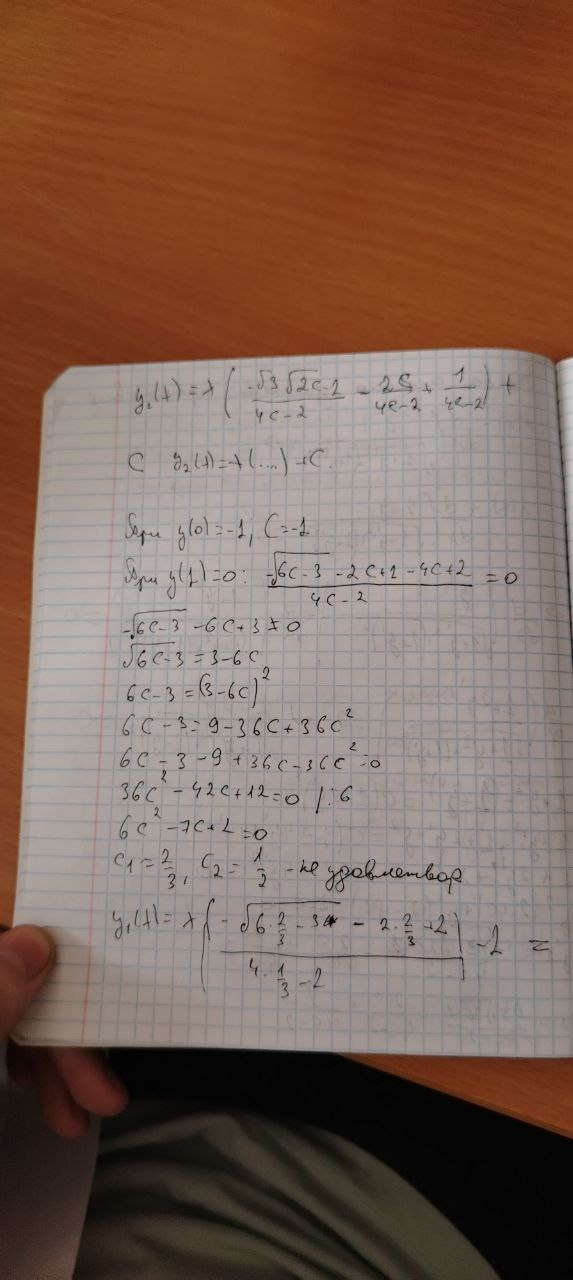 y₁(x) = x ( -√3 √2c-1 / 4c-2 - 2c / 4c-2 + 1 / 4c-2 ) +
C y₂(x) = x(....) + C.
При y(0) = -1, C = -1
При y(1) = 0: -√6c-3 - 2c + 1 - 4c + 2 / 4c - 2 = 0
-√6c-3 - 6c + 3 = 0
√6c-3 = 3 - 6c
6c - 3 = (3 - 6c)²
6c - 3 = 9 - 36c + 36c²
6c - 3 - 9 + 36c - 36c² = 0
36c² - 42c + 12 = 0 /:6
6c² - 7c + 2 = 0
c₁ = 2/3, c₂ = 1/2 - не удовлетвор
y₁(x) = x ( -√6·2/3 - 3 - 2·2/3 + 1 / 4·1/3 - 2 ) - 1 =